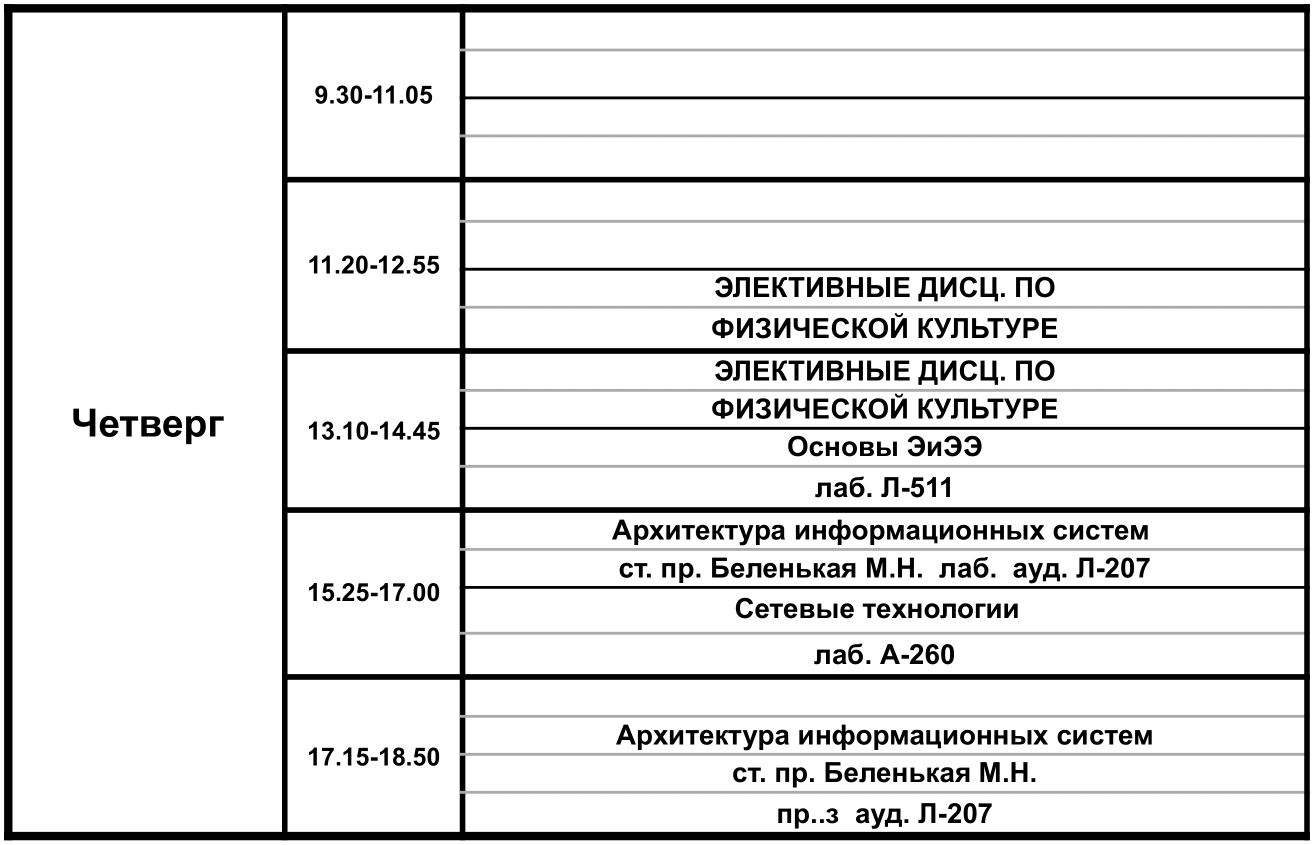 Четверг
9.30-11.05
11.20-12.55
ЭЛЕКТИВНЫЕ ДИСЦ. ПО
ФИЗИЧЕСКОЙ КУЛЬТУРЕ
13.10-14.45
ЭЛЕКТИВНЫЕ ДИСЦ. ПО
ФИЗИЧЕСКОЙ КУЛЬТУРЕ
Основы ЭиЭЭ
лаб. Л-511
15.25-17.00
Архитектура информационных систем
ст. пр. Беленькая М.Н. лаб. ауд. Л-207
Сетевые технологии
лаб. А-260
17.15-18.50
Архитектура информационных систем
ст. пр. Беленькая М.Н.
пр..з ауд. Л-207